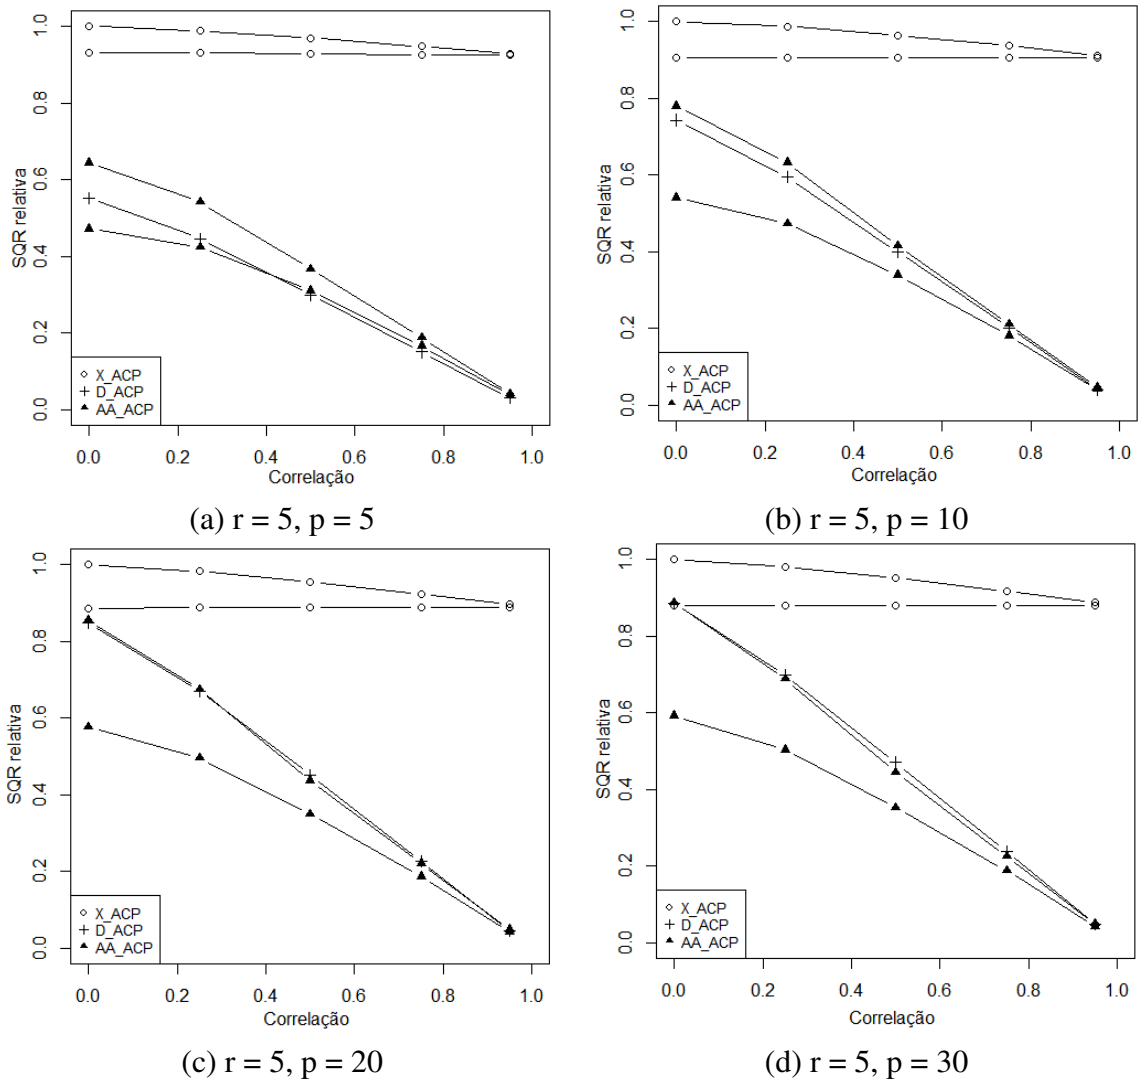 1.0
0.8
0.6
0.4
0.2
0.0
SQR relativa
X_ACP
D_ACP
AA_ACP
0.0 0.2 0.4 0.6 0.8 1.0
Correlação
(a) r = 5, p = 5
1.0
0.8
0.6
0.4
0.2
0.0
SQR relativa
X_ACP
D_ACP
AA_ACP
0.0 0.2 0.4 0.6 0.8 1.0
Correlação
(b) r = 5, p = 10
1.0
0.8
0.6
0.4
0.2
0.0
SQR relativa
X_ACP
D_ACP
AA_ACP
0.0 0.2 0.4 0.6 0.8 1.0
Correlação
(c) r = 5, p = 20
1.0
0.8
0.6
0.4
0.2
0.0
SQR relativa
X_ACP
D_ACP
AA_ACP
0.0 0.2 0.4 0.6 0.8 1.0
Correlação
(d) r = 5, p = 30